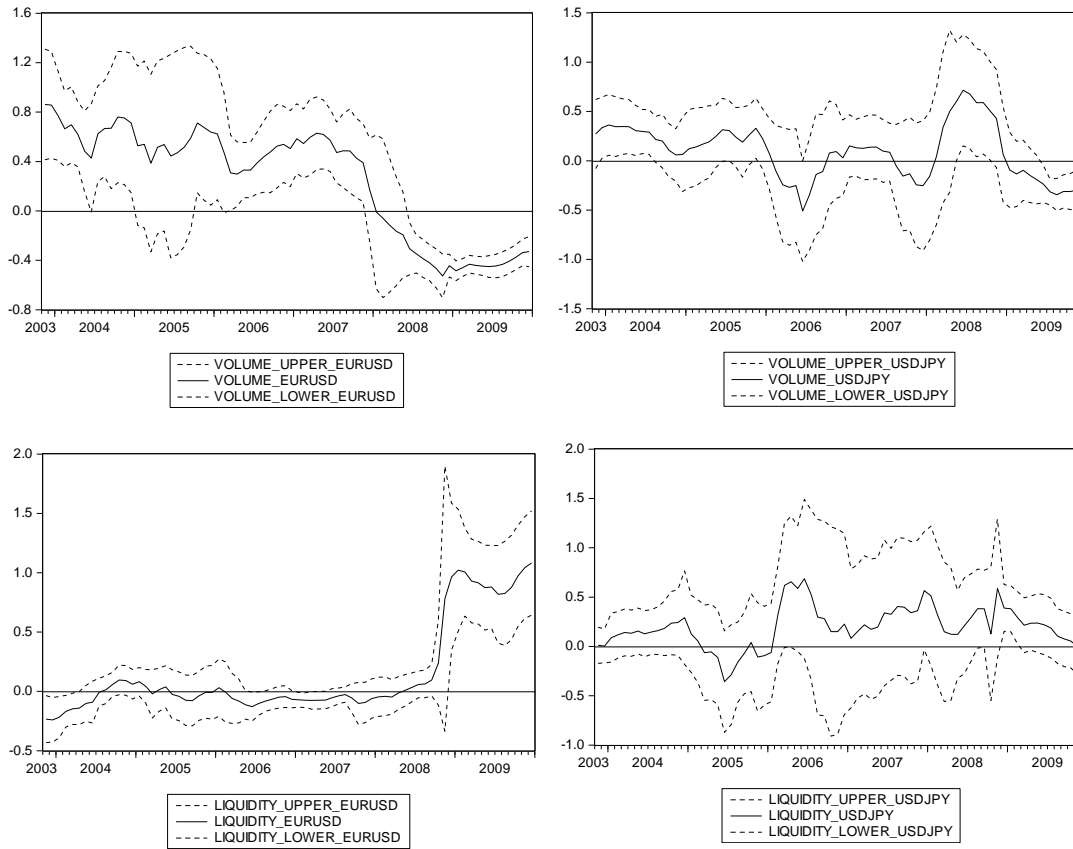 1.6
1.2
0.8
0.4
0.0
-0.4
-0.8
2003 2004 2005 2006 2007 2008 2009
VOLUME_UPPER_EURUSD
VOLUME_EURUSD
VOLUME_LOWER_EURUSD
1.5
1.0
0.5
0.0
-0.5
-1.0
-1.5
2003 2004 2005 2006 2007 2008 2009
VOLUME_UPPER_USDJPY
VOLUME_USDJPY
VOLUME_LOWER_USDJPY
2.0
1.5
1.0
0.5
0.0
-0.5
2003 2004 2005 2006 2007 2008 2009
LIQUIDITY_UPPER_EURUSD
LIQUIDITY_EURUSD
LIQUIDITY_LOWER_EURUSD
2.0
1.5
1.0
0.5
0.0
-0.5
-1.0
2003 2004 2005 2006 2007 2008 2009
LIQUIDITY_UPPER_USDJPY
LIQUIDITY_USDJPY
LIQUIDITY_LOWER_USDJPY